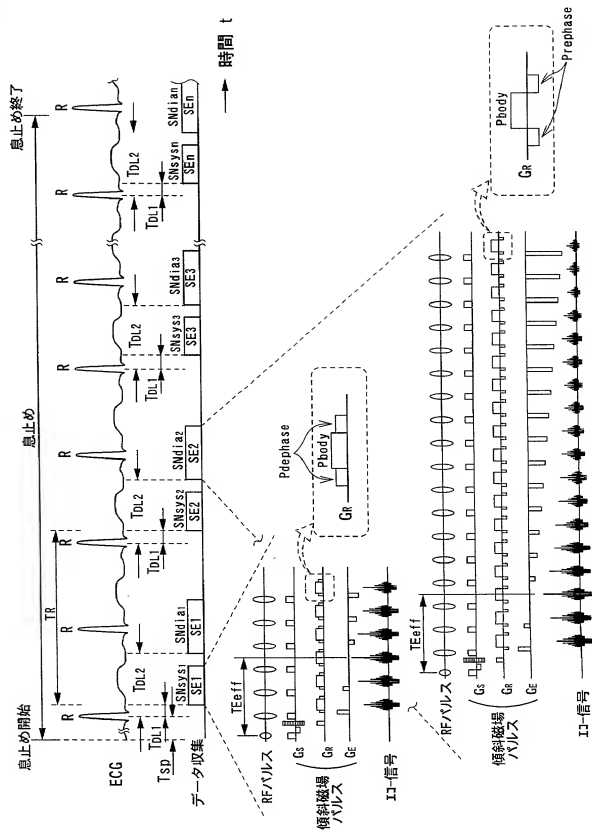 息止め開始
息止め
息止め終了
TR
ECG
R
R
R
R
R
R
R
TDL1
TDL2
TDL1
TDL2
TDL1
TDL2
TDL1
TDL2
Tsp
データ収集
SNsys1
SE1
SNdia1
SE1
SNsys2
SE2
SNdia2
SE2
SNsys3
SE3
SNdia3
SE3
SNsysn
SEn
SNdian
SEn
時間 t
TEeff
RFパルス
傾斜磁場
パルス
GS
GR
GE
エコー信号
Pdephase
Pbody
GR
TEeff
RFパルス
傾斜磁場
パルス
GS
GR
GE
エコー信号
Pbody
GR
Prephase